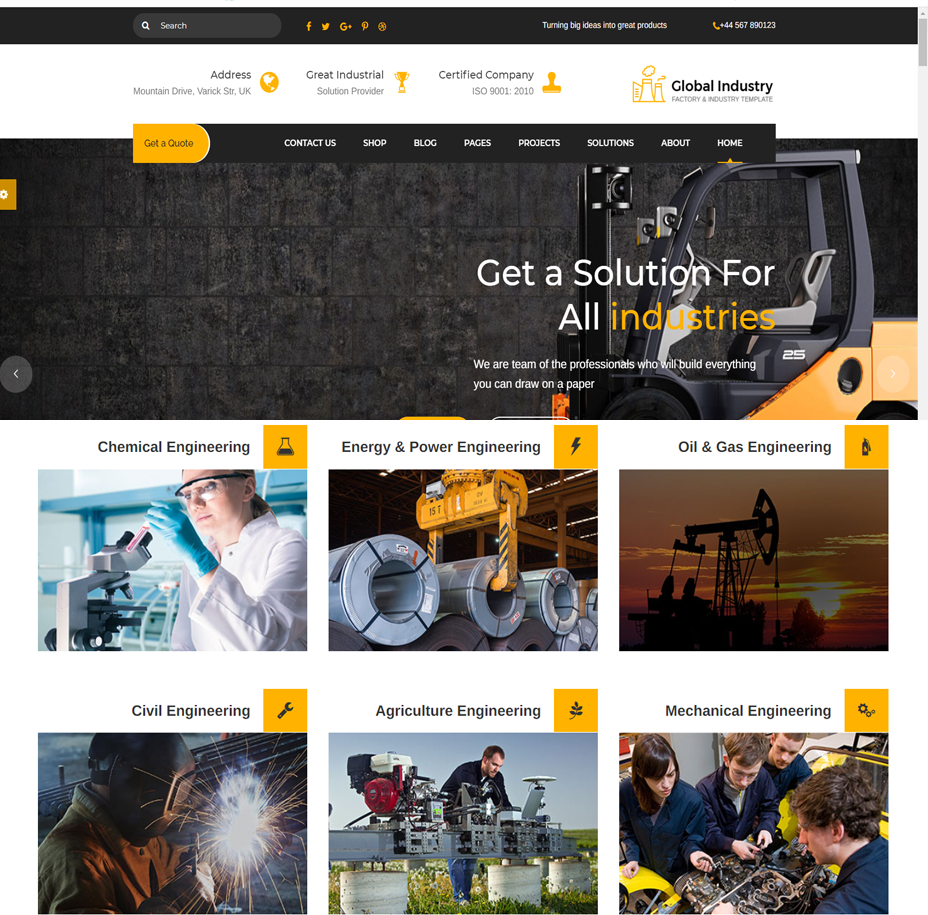 Search
Turning big ideas into great products
+44 567 890123
Address
Mountain Drive, Varick Str, UK
Great Industrial
Solution Provider
Certified Company
ISO 9001: 2010
Global Industry
FACTORY & INDUSTRY TEMPLATE
Get a Quote
CONTACT US
SHOP
BLOG
PAGES
PROJECTS
SOLUTIONS
ABOUT
HOME
Get a Solution For
All industries
We are team of the professionals who will build everything
you can draw on a paper
25
Chemical Engineering
Energy & Power Engineering
Oil & Gas Engineering
15 T
Civil Engineering
Agriculture Engineering
Mechanical Engineering